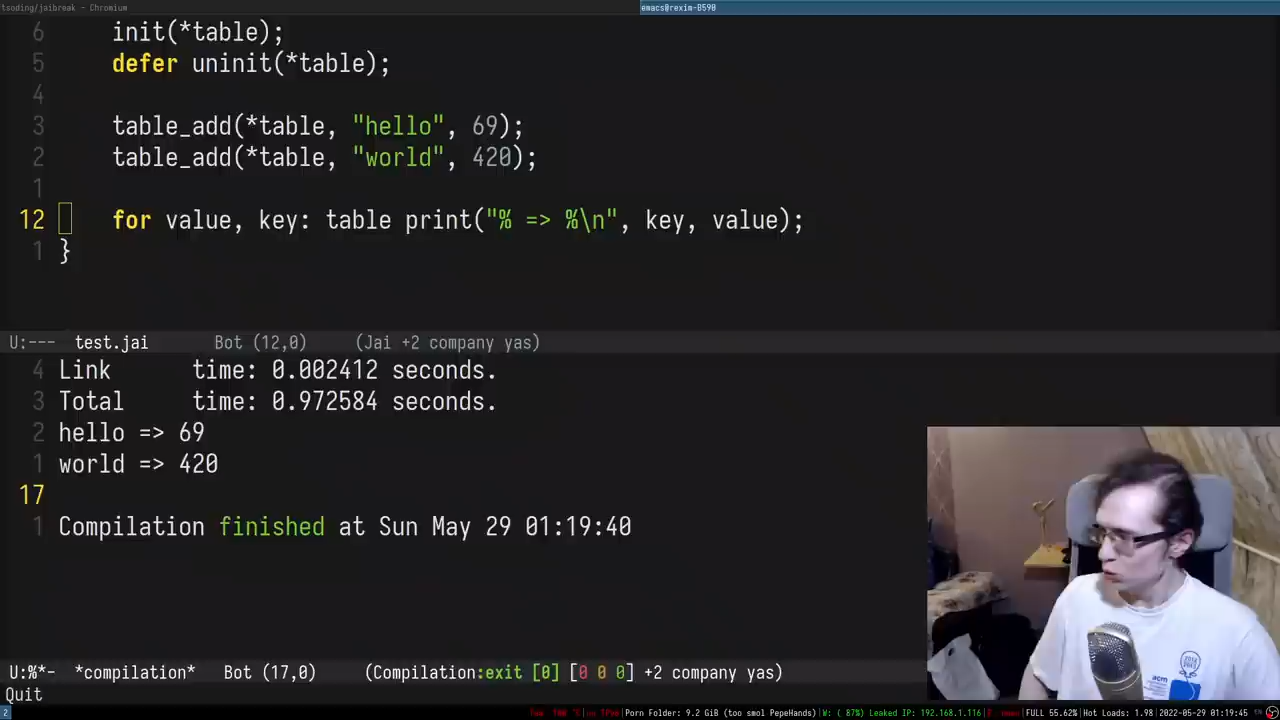 tsoding/jaibreak - Chromium
emacs@rexim-B590
6 init(*table);
5 defer uninit(*table);
4
3 table_add(*table, "hello", 69);
2 table_add(*table, "world", 420);
1
12 for value, key: table print("% => %\n", key, value);
1 }
U:--- test.jai Bot (12,0) (Jai +2 company yas)
4 Link time: 0.002412 seconds.
3 Total time: 0.972584 seconds.
2 hello => 69
1 world => 420
17
1 Compilation finished at Sun May 29 01:19:40
U:%*- *compilation* Bot (17,0) (Compilation:exit [0] [0 0 0] +2 company yas)
Quit
2
Porn Folder: 9.2 GiB (too smol PepeHands) W: ( 87%) Leaked IP: 192.168.1.116 FULL 55.62% Hot Loads: 1.98 2022-05-29 01:19:45
acm